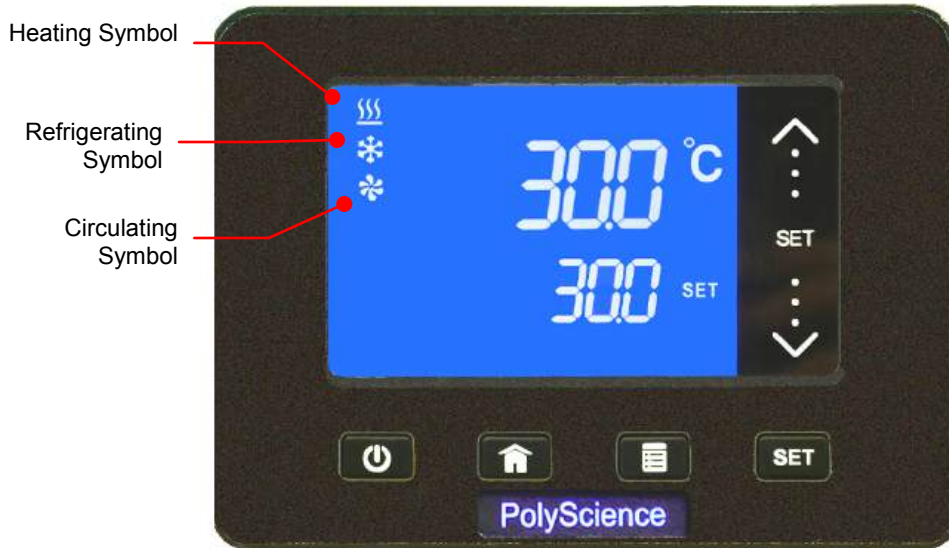 Heating Symbol
Refrigerating
Symbol
Circulating
Symbol
30.0 °C
SET
30.0 SET
SET
PolyScience